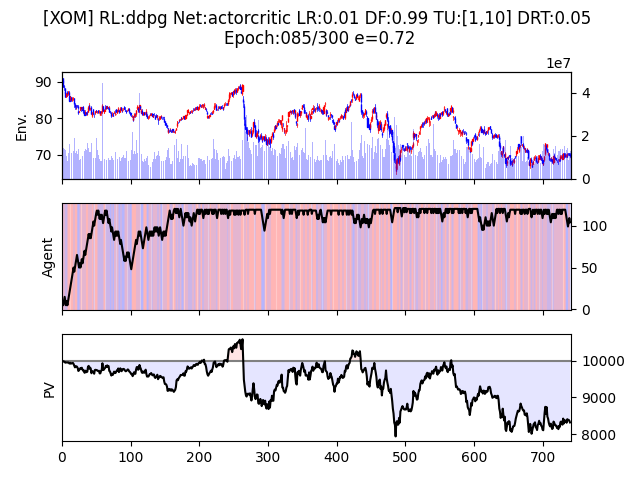 [XOM] RL:ddpg Net:actorcritic LR:0.01 DF:0.99 TU:[1,10] DRT:0.05
Epoch:085/300 e=0.72
1e7
90
80
70
Env.
4
2
0
Agent
100
50
0
PV
10000
9000
8000
0 100 200 300 400 500 600 700